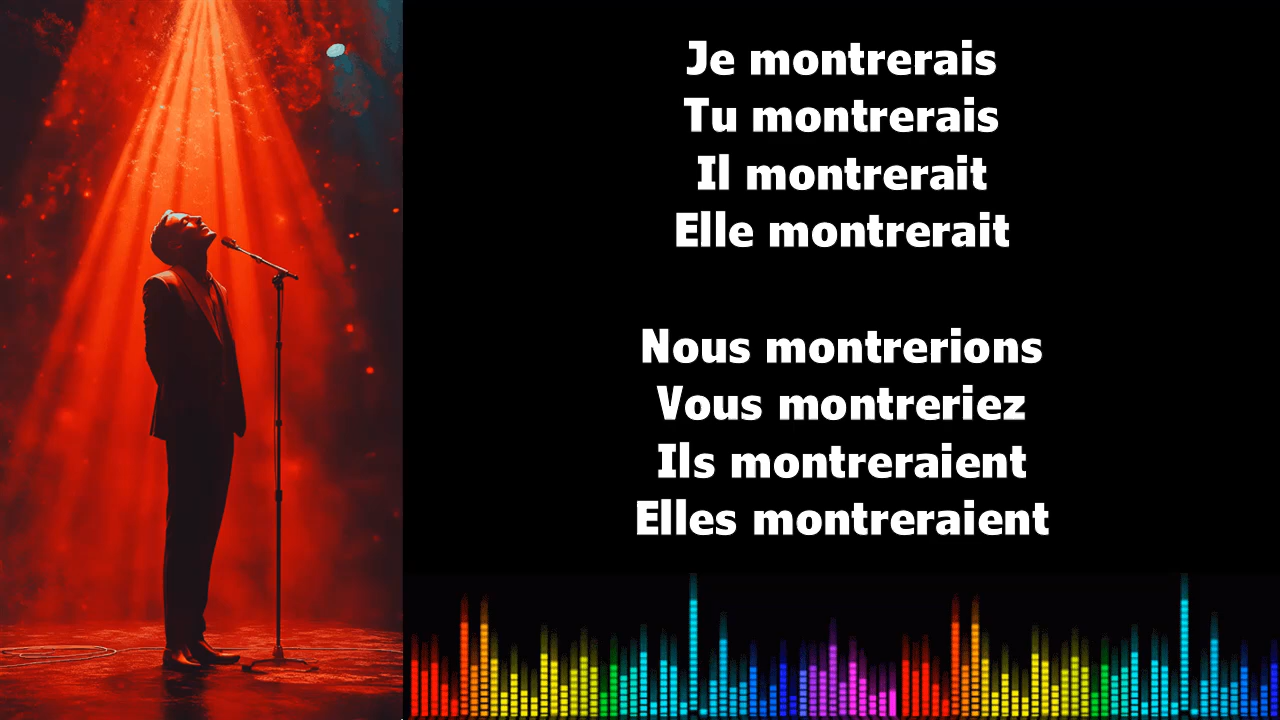 Je montrerais
Tu montrerais
Il montrerait
Elle montrerait
Nous montrerions
Vous montreriez
Ils montreraient
Elles montreraient